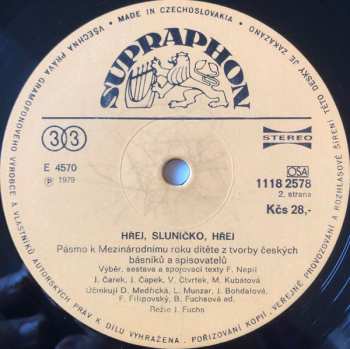 MADE IN CZECHOSLOVAKIA
VŠECHNA PRÁVA GRAMOFONOVÉHO VÝROBCE A VLASTNÍKŮ AUTORSKÝCH PRÁV K DÍLU VYHRAZENA. POŘIZOVÁNÍ KOPIÍ, VEŘEJNÉ PROVOZOVÁNÍ A ROZHLASOVÉ ŠÍŘENÍ TÉTO DESKY JE ZAKÁZÁNO
SUPRAPHON
33
STEREO
E 4570
℗ 1979
OSA
1118 2578
2. strana
Kčs 28,-
HŘEJ, SLUNÍČKO, HŘEJ
Pásmo k Mezinárodnímu roku dítěte z tvorby českých
básníků a spisovatelů
Výběr, sestava a spojovací texty F. Nepil
J. Čarek, J. Čapek, V. Čtvrtek, M. Kubátová
Účinkují D. Medřická, L. Munzar, J. Bohdalová,
F. Filipovský, B. Fuchsová ad.
Režie J. Fuchs